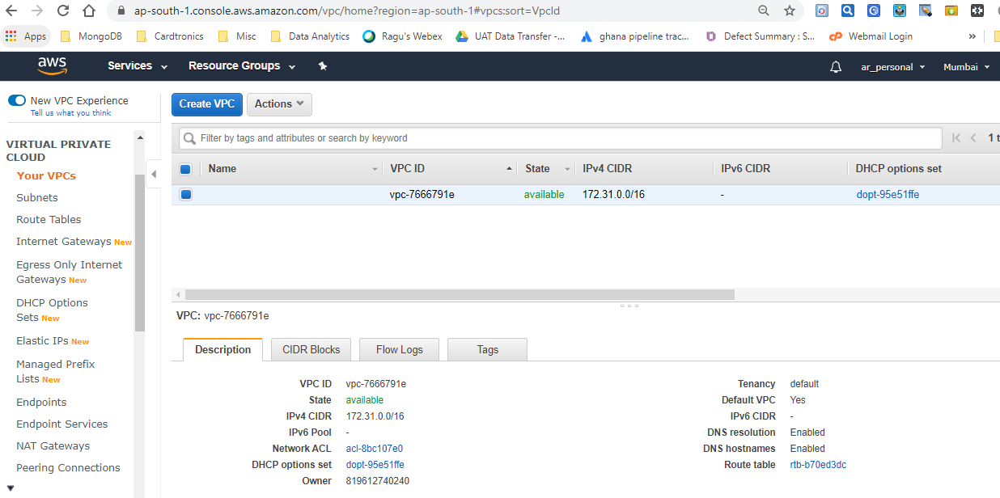 ap-south-1.console.aws.amazon.com/vpc/home?region=ap-south-1#vpcs:sort=VpcId
Apps MongoDB Cardtronics Misc Data Analytics Ragu's Webex UAT Data Transfer -... ghana pipeline trac... Defect Summary : S... Webmail Login »
aws Services Resource Groups ar_personal Mumbai
New VPC Experience
Tell us what you think
Create VPC Actions
Filter by tags and attributes or search by keyword 1 t
VIRTUAL PRIVATE
CLOUD
Your VPCs
Subnets
Route Tables
Internet Gateways New
Egress Only Internet
Gateways New
DHCP Options
Sets New
Elastic IPs New
Managed Prefix
Lists New
Endpoints
Endpoint Services
NAT Gateways
Peering Connections
Name VPC ID State IPv4 CIDR IPv6 CIDR DHCP options set
vpc-7666791e available 172.31.0.0/16 - dopt-95e51ffe
VPC: vpc-7666791e
Description CIDR Blocks Flow Logs Tags
VPC ID vpc-7666791e Tenancy default
State available Default VPC Yes
IPv4 CIDR 172.31.0.0/16 IPv6 CIDR -
IPv6 Pool - DNS resolution Enabled
Network ACL acl-8bc107e0 DNS hostnames Enabled
DHCP options set dopt-95e51ffe Route table rtb-b70ed3dc
Owner 819612740240